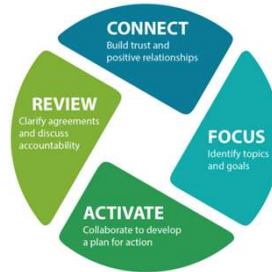 CONNECT
Build trust and
positive relationships
FOCUS
Identify topics
and goals
ACTIVATE
Collaborate to develop
a plan for action
REVIEW
Clarify agreements
and discuss
accountability